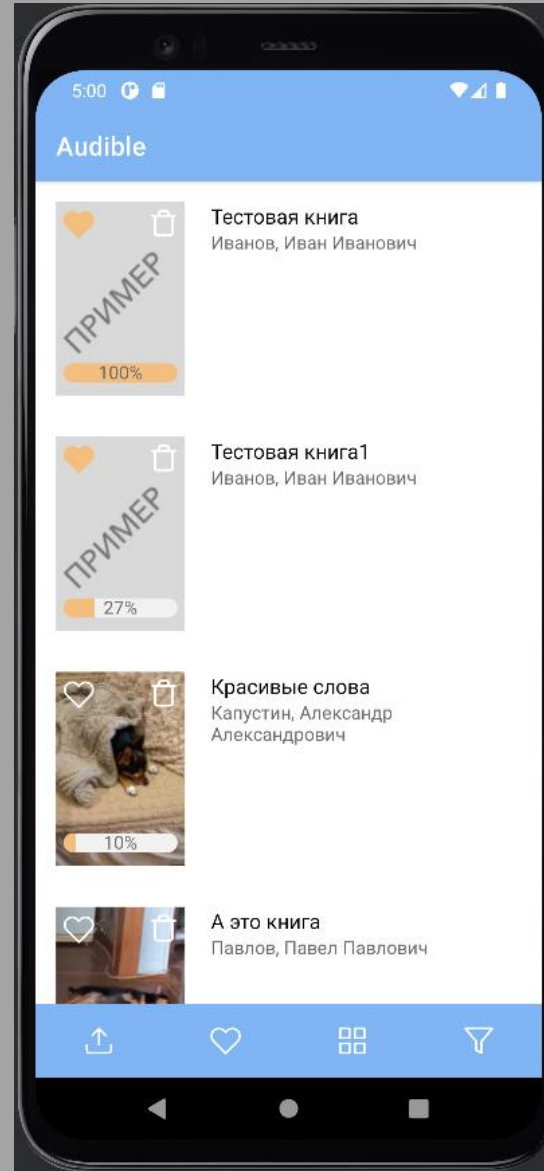 5:00
Audible
ПРИМЕР
100%
Тестовая книга
Иванов, Иван Иванович
ПРИМЕР
27%
Тестовая книга1
Иванов, Иван Иванович
10%
Красивые слова
Капустин, Александр
Александрович
А это книга
Павлов, Павел Павлович